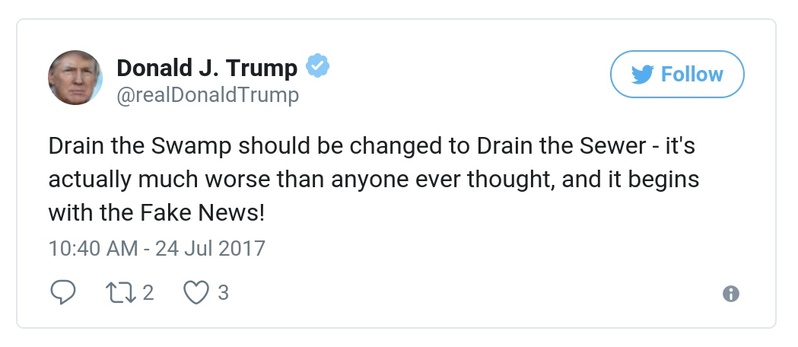 Donald J. Trump
@realDonaldTrump
Follow
Drain the Swamp should be changed to Drain the Sewer - it's
actually much worse than anyone ever thought, and it begins
with the Fake News!
10:40 AM - 24 Jul 2017
2 3